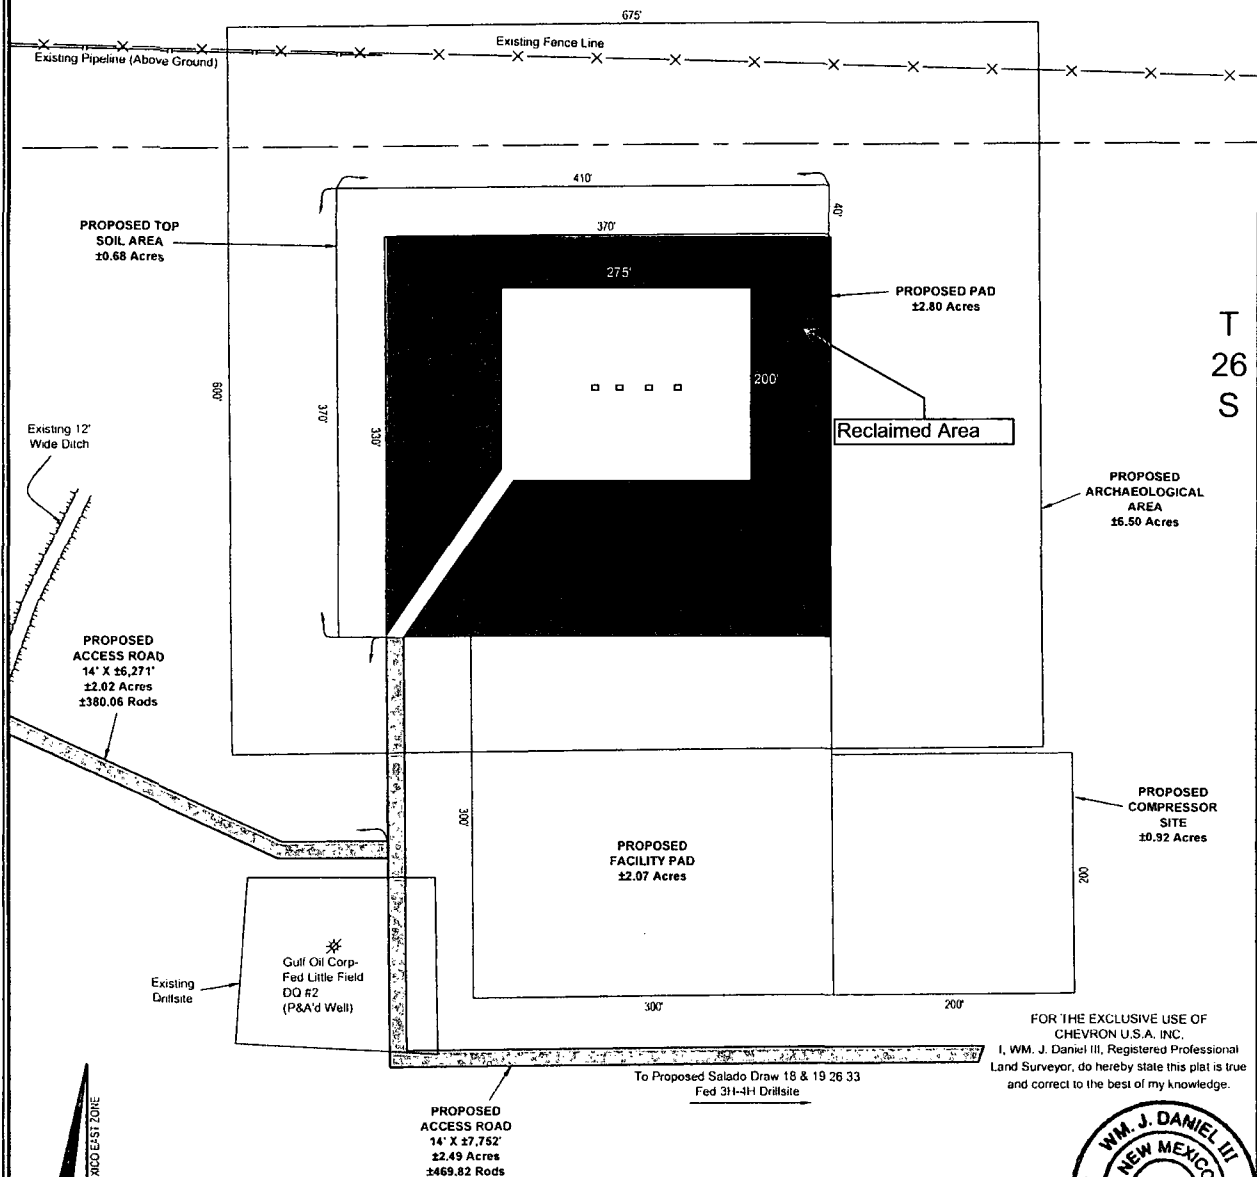 675'
Existing Fence Line
Existing Pipeline (Above Ground)
410'
40'
PROPOSED TOP
SOIL AREA
±0.68 Acres
370'
275'
PROPOSED PAD
±2.80 Acres
T
26
S
200'
600'
370'
330'
Reclaimed Area
Existing 12'
Wide Ditch
PROPOSED
ARCHAEOLOGICAL
AREA
±6.50 Acres
PROPOSED
ACCESS ROAD
14' X ±6,271'
±2.02 Acres
±380.06 Rods
300'
PROPOSED
FACILITY PAD
±2.07 Acres
PROPOSED
COMPRESSOR
SITE
±0.92 Acres
200'
Gulf Oil Corp-
Fed Little Field
DQ #2
(P&A'd Well)
Existing
Drillsite
300'
200'
FOR THE EXCLUSIVE USE OF
CHEVRON U.S.A. INC.
I, WM. J. Daniel III, Registered Professional
Land Surveyor, do hereby state this plat is true
and correct to the best of my knowledge.
To Proposed Salado Draw 18 & 19 26 33
Fed 3H-4H Drillsite
PROPOSED
ACCESS ROAD
14' X ±7,752'
±2.49 Acres
±469.82 Rods
XICO EAST ZONE
WM. J. DANIEL III
NEW MEXICO